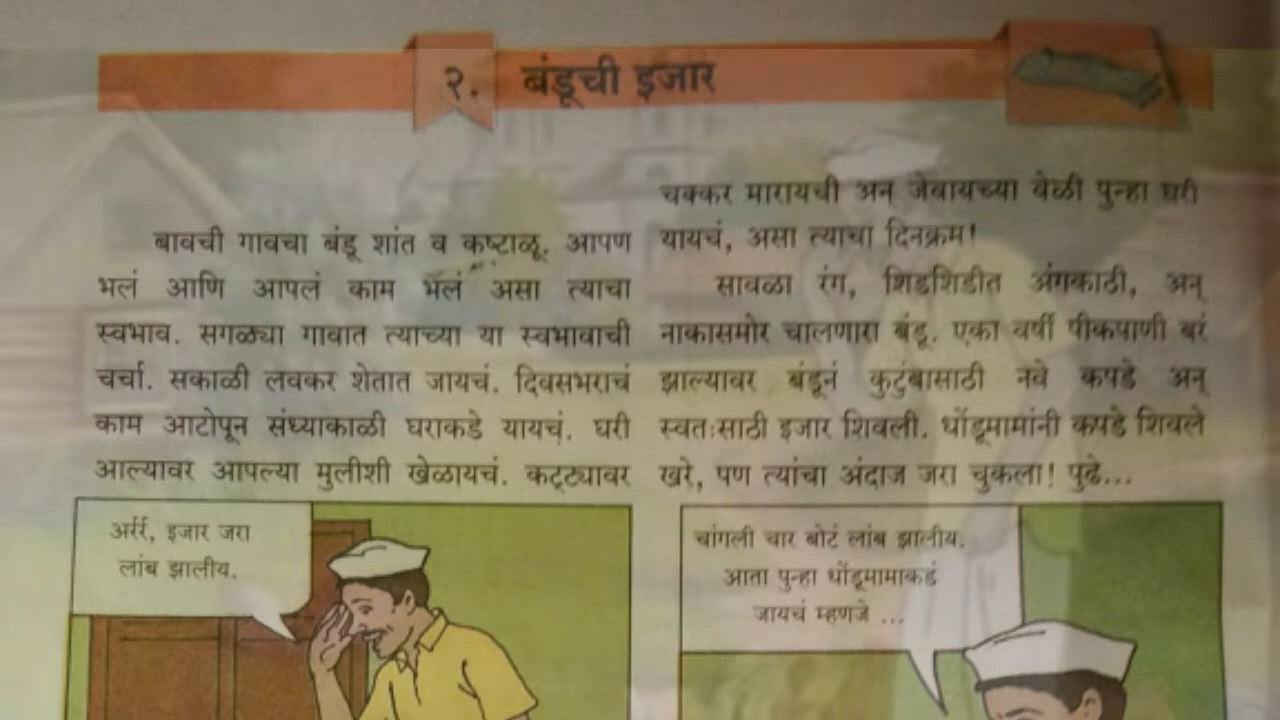 २. बंडूची इजार
बावची गावचा बंडू शांत व कष्टाळू. आपण
भलं आणि आपलं काम भलं असा त्याचा
स्वभाव. सगळ्या गावात त्याच्या या स्वभावाची
चर्चा. सकाळी लवकर शेतात जायचं. दिवसभराचं
काम आटोपून संध्याकाळी घराकडे यायचं. घरी
आल्यावर आपल्या मुलीशी खेळायचं. कट्ट्यावर
चक्कर मारायची अन् जेवायच्या वेळी पुन्हा घरी
यायचं, असा त्याचा दिनक्रम!
सावळा रंग, शिडशिडीत अंगकाठी, अन्
नाकासमोर चालणारा बंडू. एका वर्षी पीकपाणी बरं
झाल्यावर बंडूनं कुटुंबासाठी नवे कपडे अन्
स्वतःसाठी इजार शिवली. धोंडूमामांनी कपडे शिवले
खरे, पण त्यांचा अंदाज जरा चुकला! पुढे...
अर्रर्र, इजार जरा
लांब झालीय.
चांगली चार बोटं लांब झालीय.
आता पुन्हा धोंडूमामाकडं
जायचं म्हणजे ...